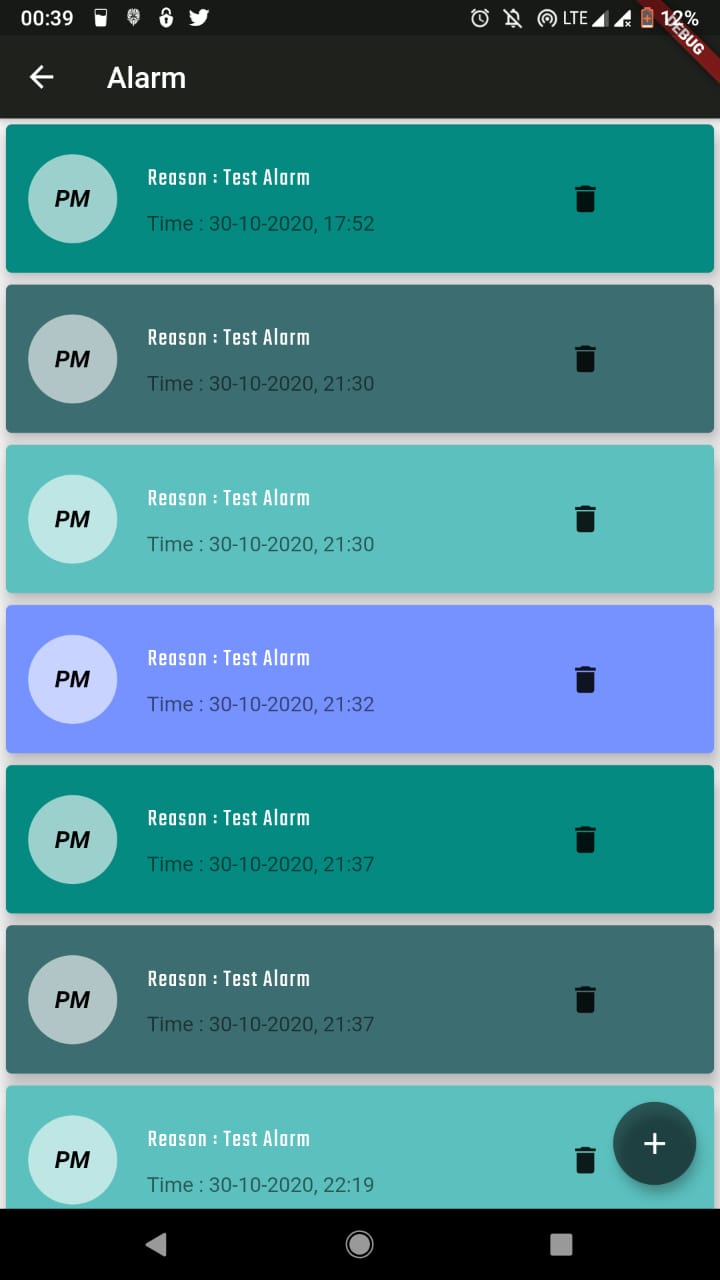 00:39 LTE 12%
DEBUG
Alarm
PM
Reason : Test Alarm
Time : 30-10-2020, 17:52
PM
Reason : Test Alarm
Time : 30-10-2020, 21:30
PM
Reason : Test Alarm
Time : 30-10-2020, 21:30
PM
Reason : Test Alarm
Time : 30-10-2020, 21:32
PM
Reason : Test Alarm
Time : 30-10-2020, 21:37
PM
Reason : Test Alarm
Time : 30-10-2020, 21:37
PM
Reason : Test Alarm
Time : 30-10-2020, 22:19